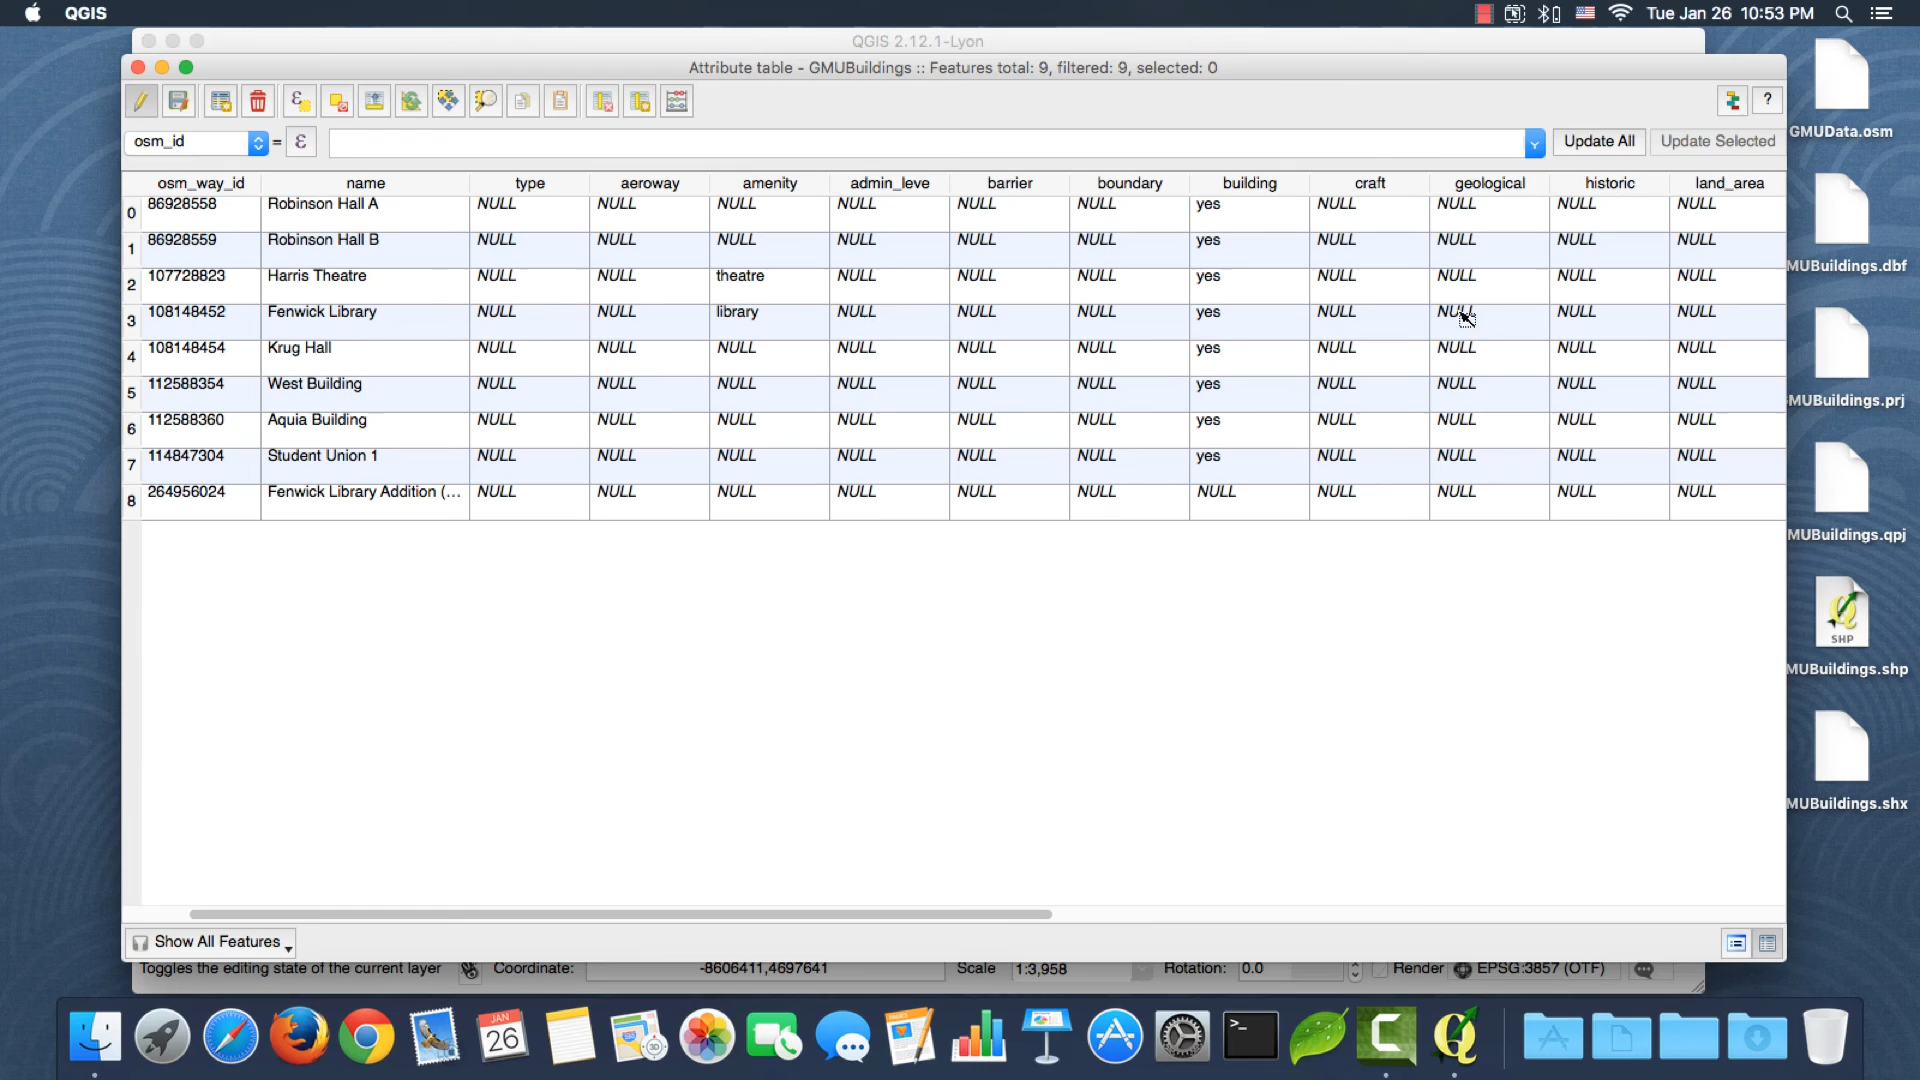 QGIS
Tue Jan 26 10:53 PM
QGIS 2.12.1-Lyon
Attribute table - GMUBuildings :: Features total: 9, filtered: 9, selected: 0
?
osm_id = ε Update All Update Selected
osm_way_id name type aeroway amenity admin_leve barrier boundary building craft geological historic land_area
0 86928558 Robinson Hall A NULL NULL NULL NULL NULL NULL yes NULL NULL NULL NULL
1 86928559 Robinson Hall B NULL NULL NULL NULL NULL NULL yes NULL NULL NULL NULL
2 107728823 Harris Theatre NULL NULL theatre NULL NULL NULL yes NULL NULL NULL NULL
3 108148452 Fenwick Library NULL NULL library NULL NULL NULL yes NULL NULL NULL NULL
4 108148454 Krug Hall NULL NULL NULL NULL NULL NULL yes NULL NULL NULL NULL
5 112588354 West Building NULL NULL NULL NULL NULL NULL yes NULL NULL NULL NULL
6 112588360 Aquia Building NULL NULL NULL NULL NULL NULL yes NULL NULL NULL NULL
7 114847304 Student Union 1 NULL NULL NULL NULL NULL NULL yes NULL NULL NULL NULL
8 264956024 Fenwick Library Addition (... NULL NULL NULL NULL NULL NULL NULL NULL NULL NULL NULL
Show All Features
Toggles the editing state of the current layer Coordinate: -8606411,4697641 Scale 1:3,958 Rotation: 0.0 Render EPSG:3857 (OTF)
GMUData.osm
MUBuildings.dbf
MUBuildings.prj
MUBuildings.qpj
SHP
MUBuildings.shp
MUBuildings.shx
JAN
26
3D
>_